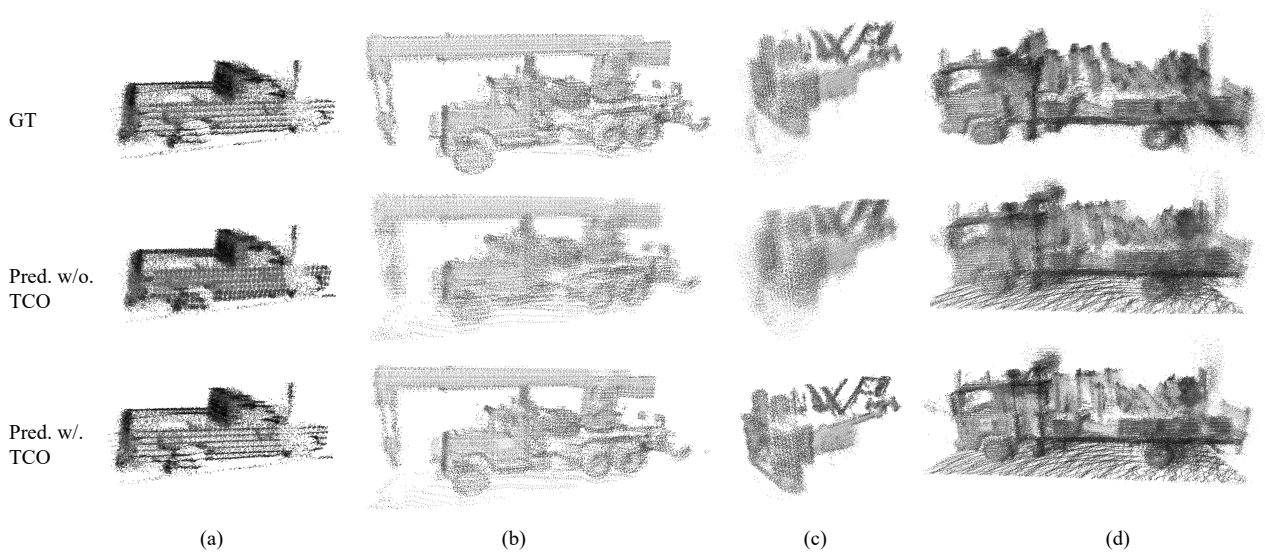 GT
Pred. w/o.
TCO
Pred. w/.
TCO
(a)
(b)
(c)
(d)